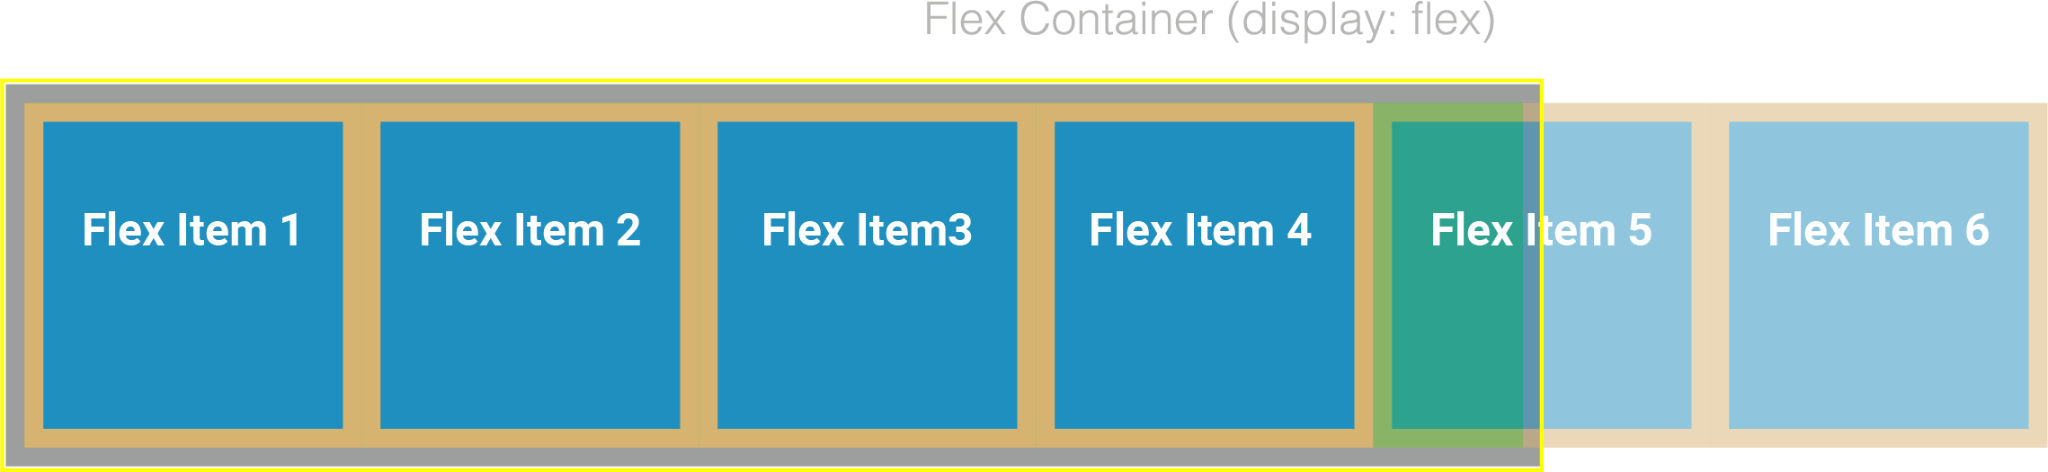 Flex Container (display: flex)
Flex Item 1
Flex Item 2
Flex Item3
Flex Item 4
Flex Item 5
Flex Item 6